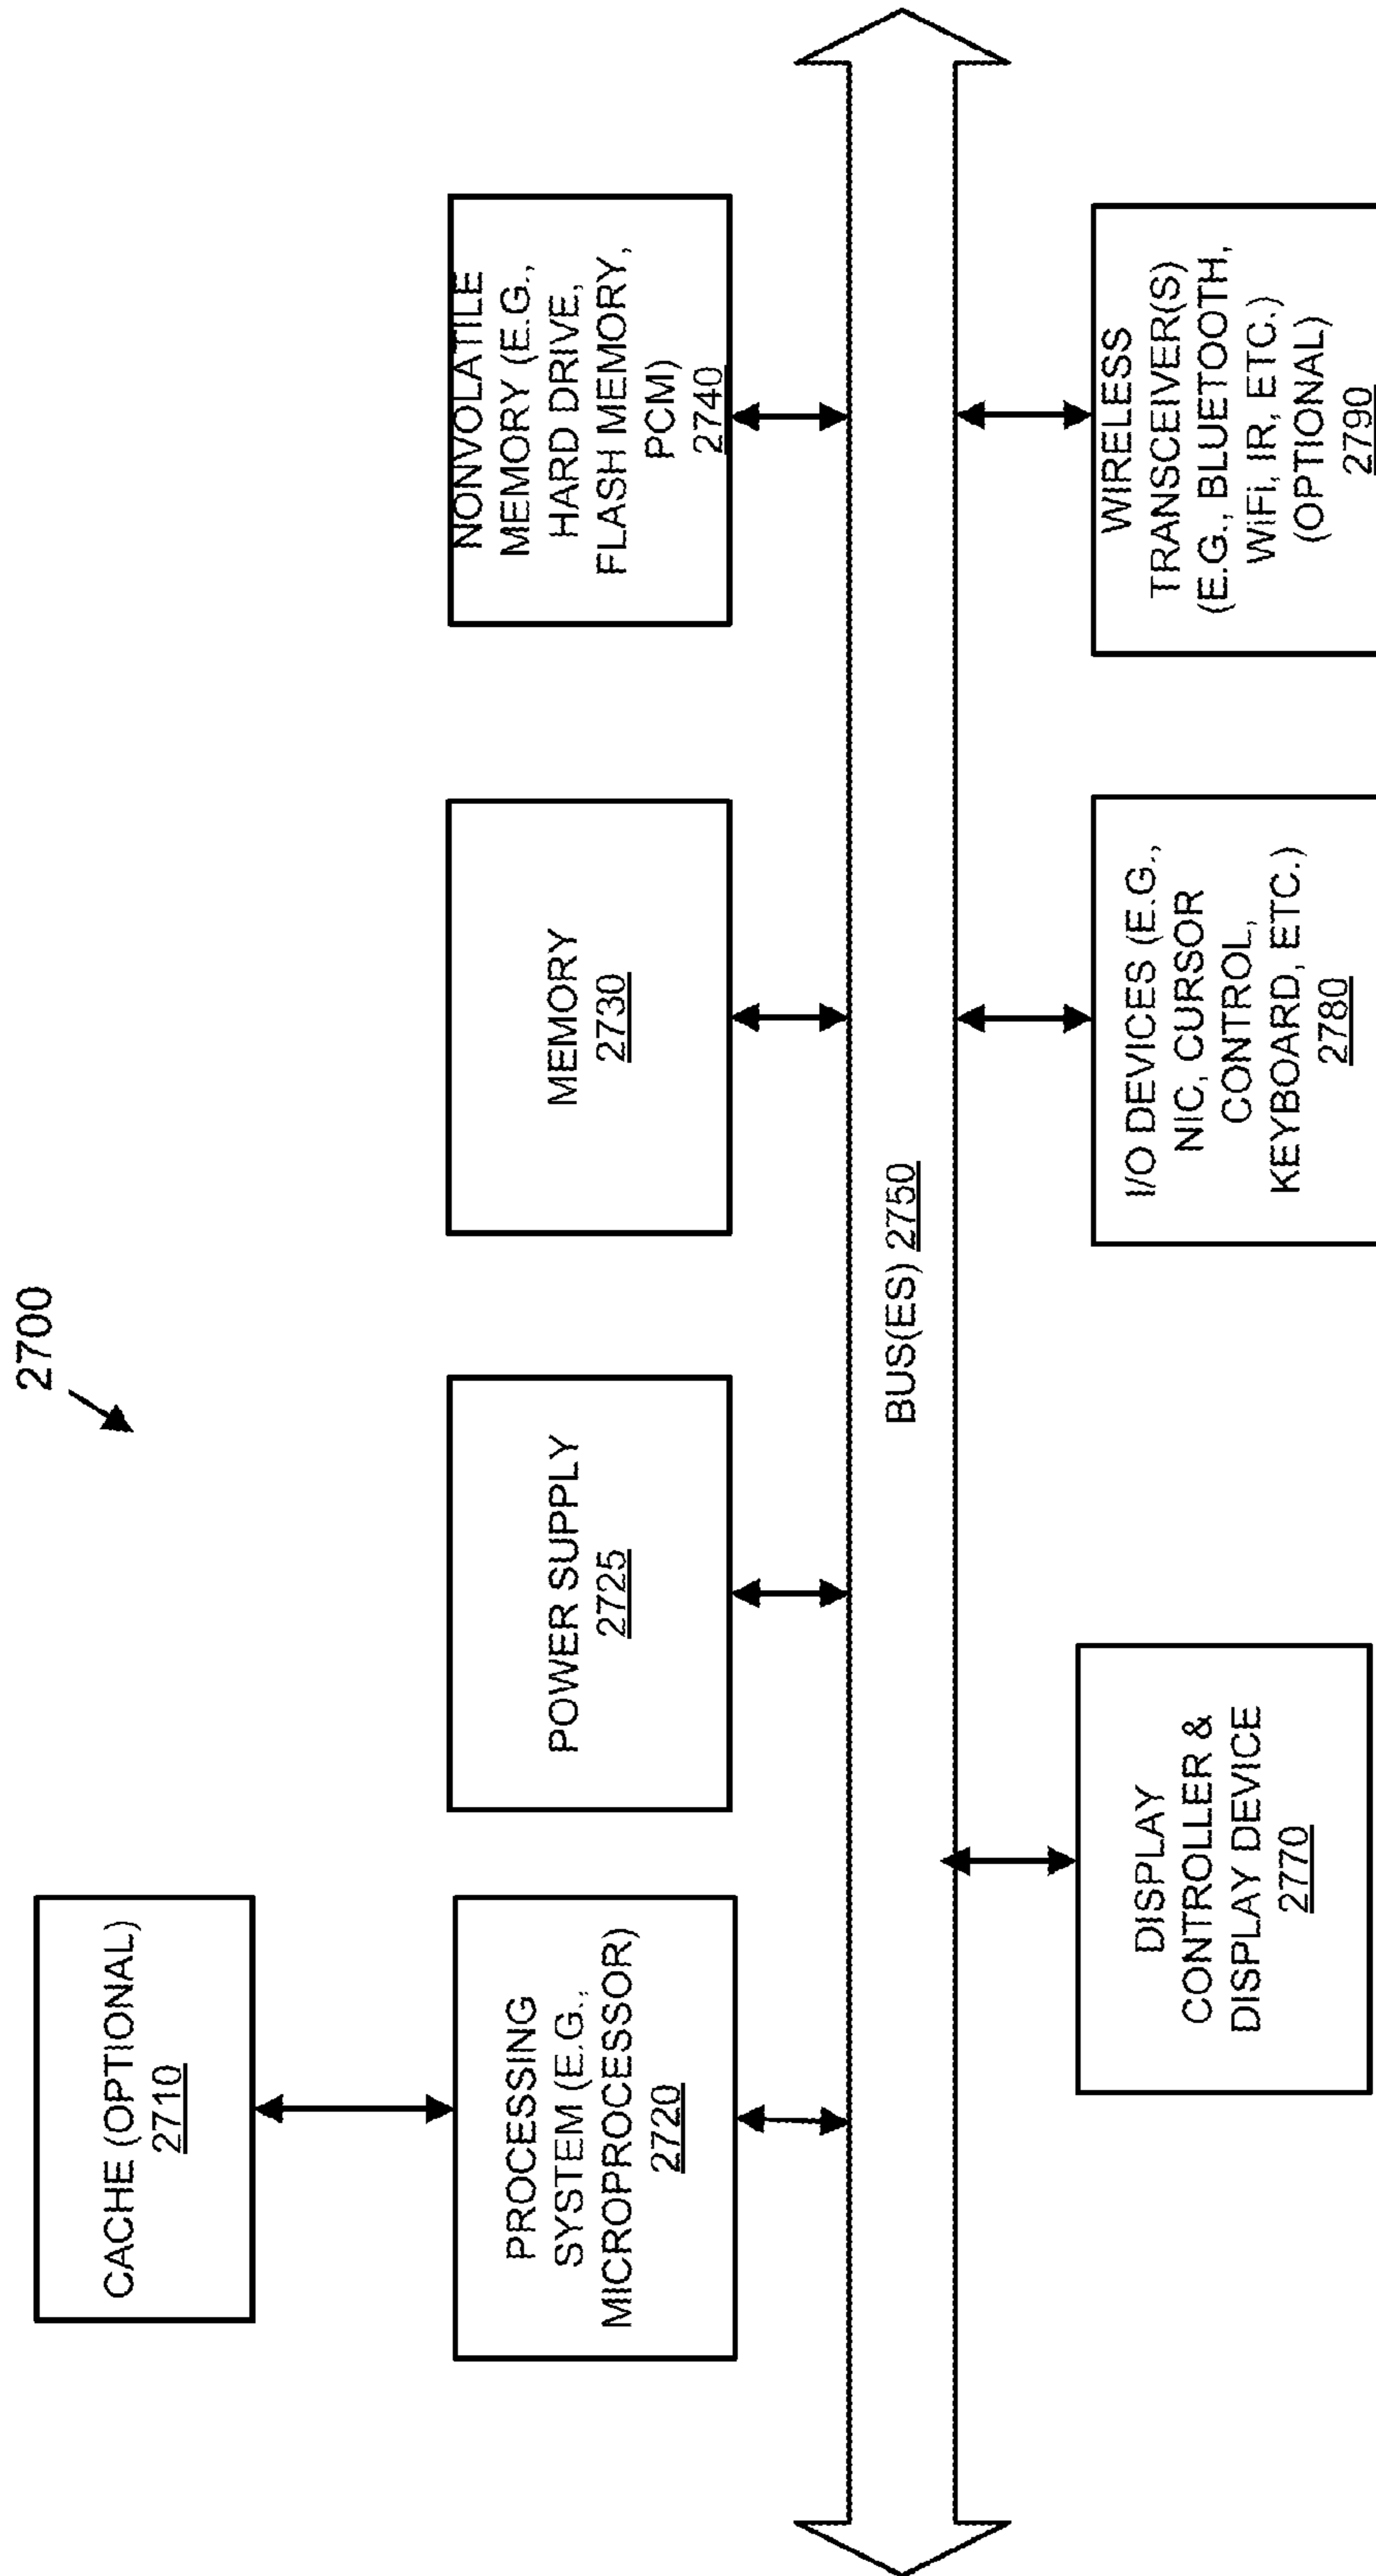 2700
CACHE (OPTIONAL)
2710
PROCESSING
SYSTEM (E.G.,
MICROPROCESSOR)
2720
POWER SUPPLY
2725
MEMORY
2730
NONVOLATILE
MEMORY (E.G.,
HARD DRIVE,
FLASH MEMORY,
PCM)
2740
BUS(ES) 2750
DISPLAY
CONTROLLER &
DISPLAY DEVICE
2770
I/O DEVICES (E.G.,
NIC, CURSOR
CONTROL,
KEYBOARD, ETC.)
2780
WIRELESS
TRANSCEIVER(S)
(E.G., BLUETOOTH,
WiFi, IR, ETC.)
(OPTIONAL)
2790